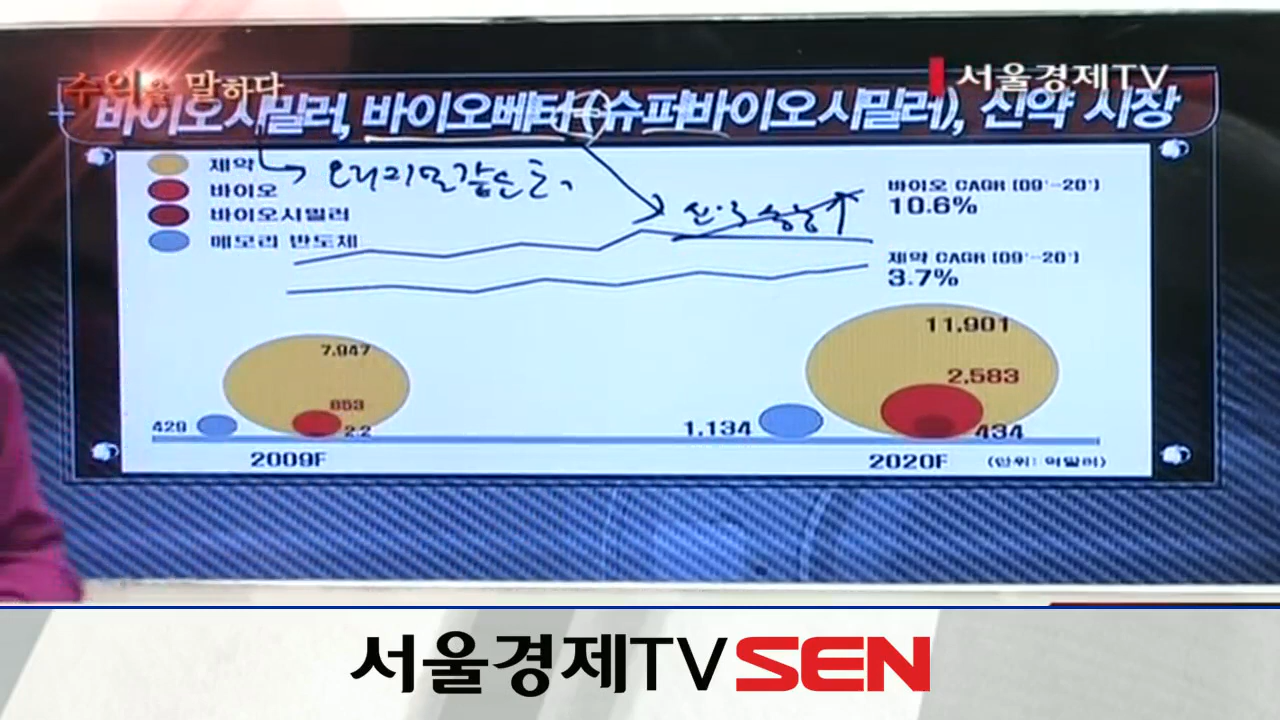 수익을 말하다
서울경제TV
바이오시밀러, 바이오베터(슈퍼바이오시밀러), 신약 시장
제약
바이오
바이오시밀러
메모리 반도체
바이오 CAGR (09'-20')
10.6%
제약 CAGR (09'-20')
3.7%
7,947
853
429
2.2
2009F
11,901
2,583
1,134
434
2020F
(단위: 억달러)
서울경제TV SEN